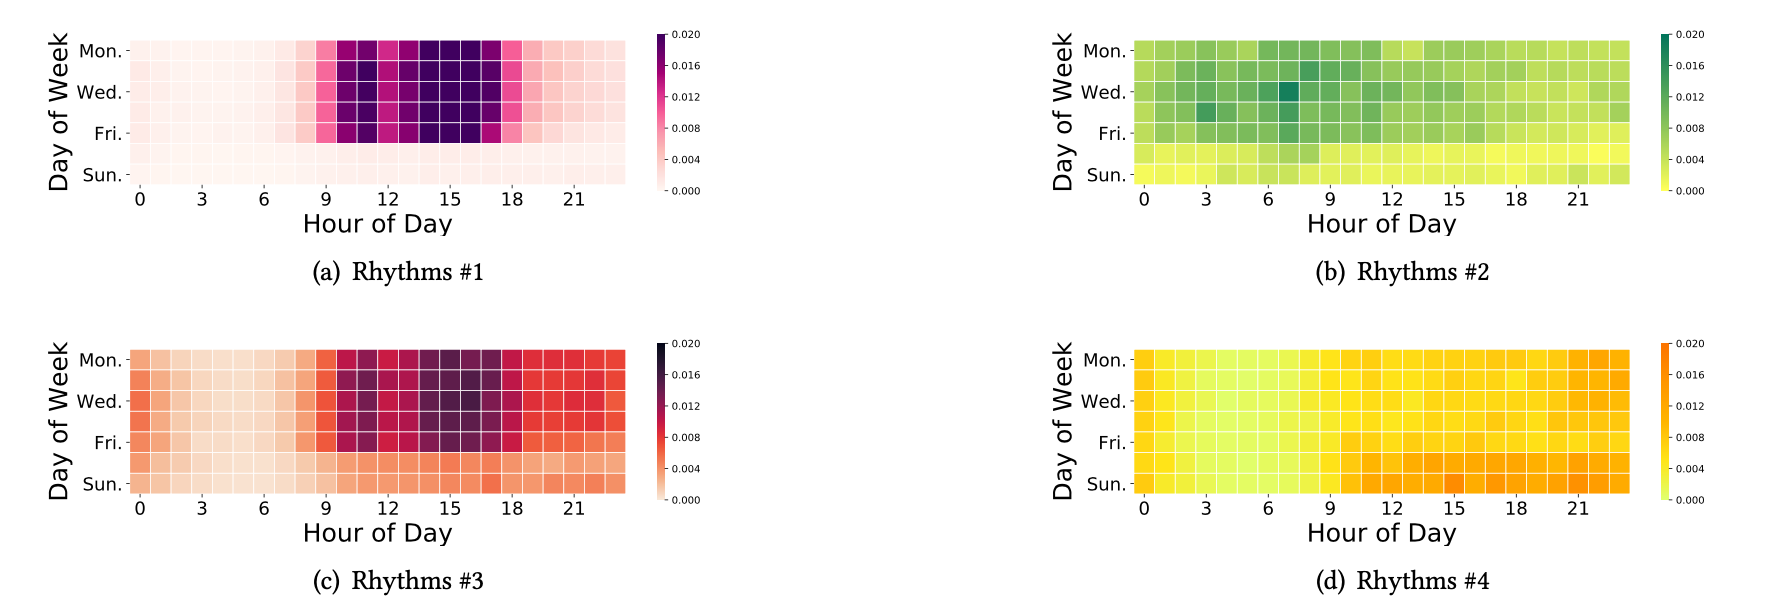 Day of Week
Mon.
Wed.
Fri.
Sun.
0 3 6 9 12 15 18 21
Hour of Day
0.020
0.016
0.012
0.008
0.004
0.000
(a) Rhythms #1
Day of Week
Mon.
Wed.
Fri.
Sun.
0 3 6 9 12 15 18 21
Hour of Day
0.020
0.016
0.012
0.008
0.004
0.000
(b) Rhythms #2
Day of Week
Mon.
Wed.
Fri.
Sun.
0 3 6 9 12 15 18 21
Hour of Day
0.020
0.016
0.012
0.008
0.004
0.000
(c) Rhythms #3
Day of Week
Mon.
Wed.
Fri.
Sun.
0 3 6 9 12 15 18 21
Hour of Day
0.020
0.016
0.012
0.008
0.004
0.000
(d) Rhythms #4